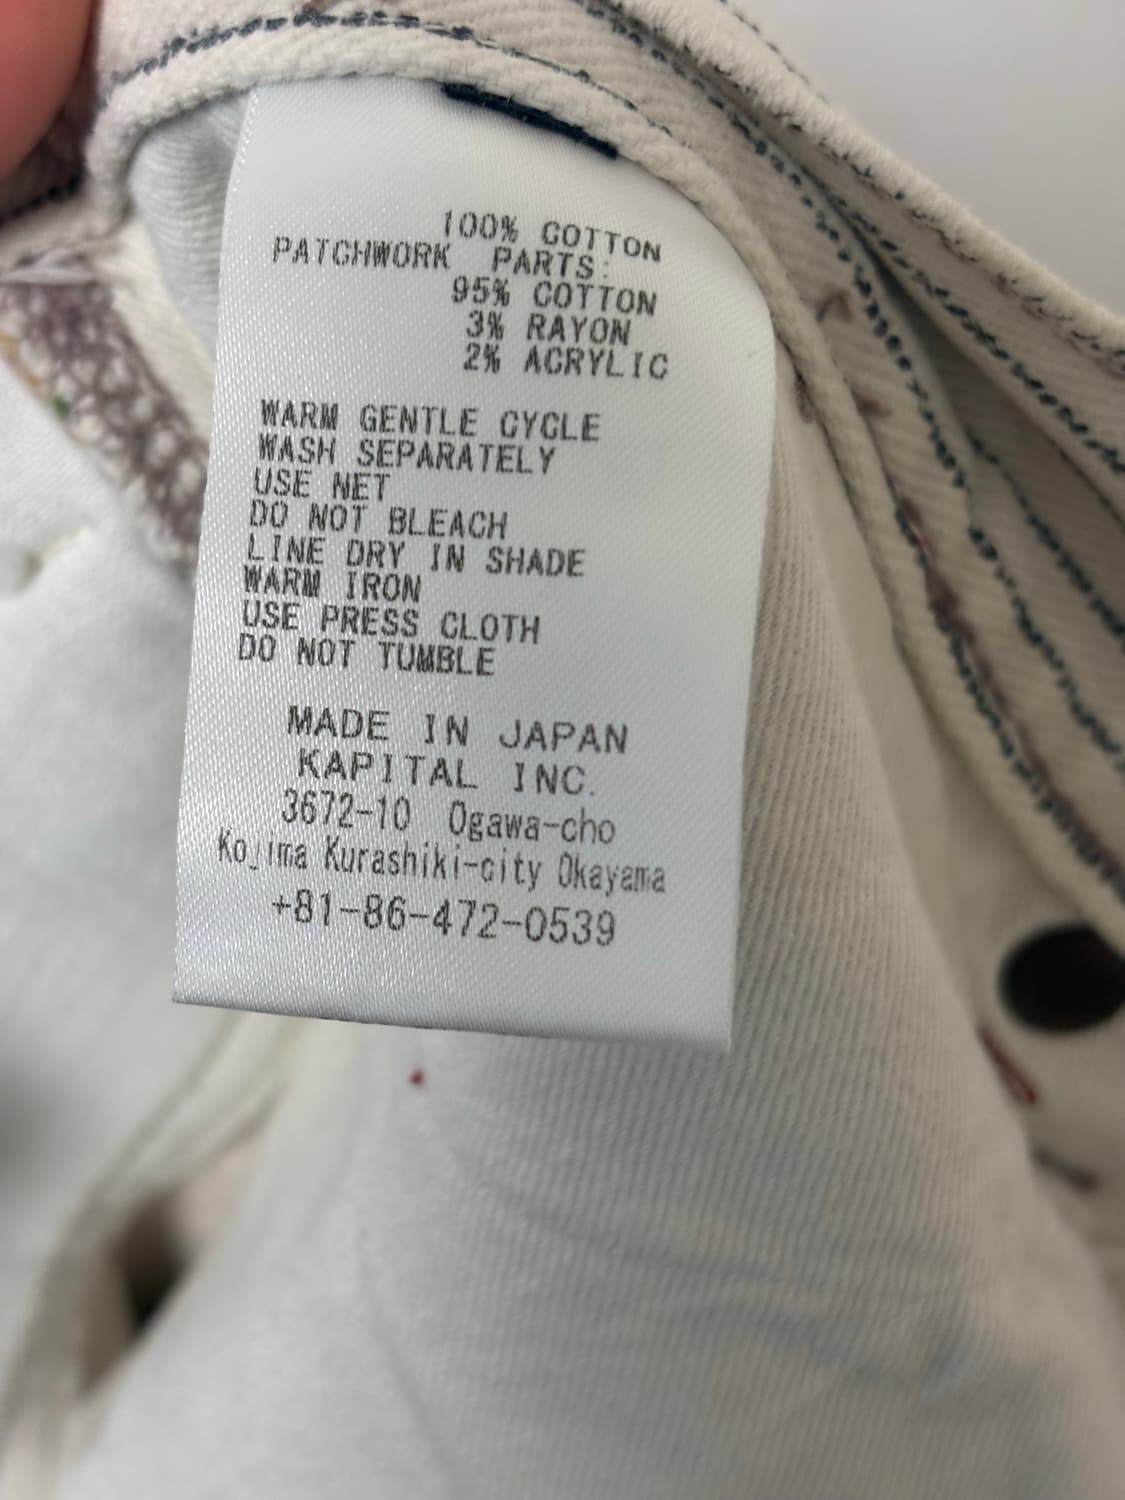 100% COTTON
PATCHWORK PARTS:
95% COTTON
3% RAYON
2% ACRYLIC
WARM GENTLE CYCLE
WASH SEPARATELY
USE NET
DO NOT BLEACH
LINE DRY IN SHADE
WARM IRON
USE PRESS CLOTH
DO NOT TUMBLE
MADE IN JAPAN
KAPITAL INC.
3672-10 Ogawa-cho
Kojima Kurashiki-city Okayama
+81-86-472-0539